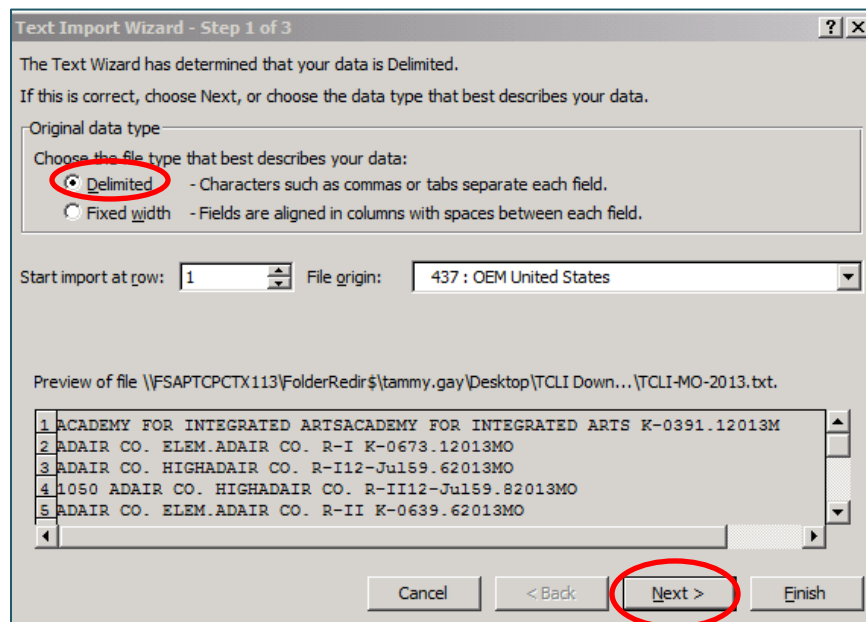 Text Import Wizard - Step 1 of 3
The Text Wizard has determined that your data is Delimited.
If this is correct, choose Next, or choose the data type that best describes your data.
Original data type
Choose the file type that best describes your data:
Delimited - Characters such as commas or tabs separate each field.
Fixed width - Fields are aligned in columns with spaces between each field.
Start import at row: 1 File origin: 437 : OEM United States
Preview of file \\FSAPTCPCTX113\FolderRedir$\tammy.gay\Desktop\TCLI Down...\TCLI-MO-2013.txt.
1 ACADEMY FOR INTEGRATED ARTSACADEMY FOR INTEGRATED ARTS K-0391.12013M
2 ADAIR CO. ELEM.ADAIR CO. R-I K-0673.12013MO
3 ADAIR CO. HIGHADAIR CO. R-I12-Jul59.62013MO
4 1050 ADAIR CO. HIGHADAIR CO. R-II12-Jul59.82013MO
5 ADAIR CO. ELEM.ADAIR CO. R-II K-0639.62013MO
Cancel < Back Next > Finish